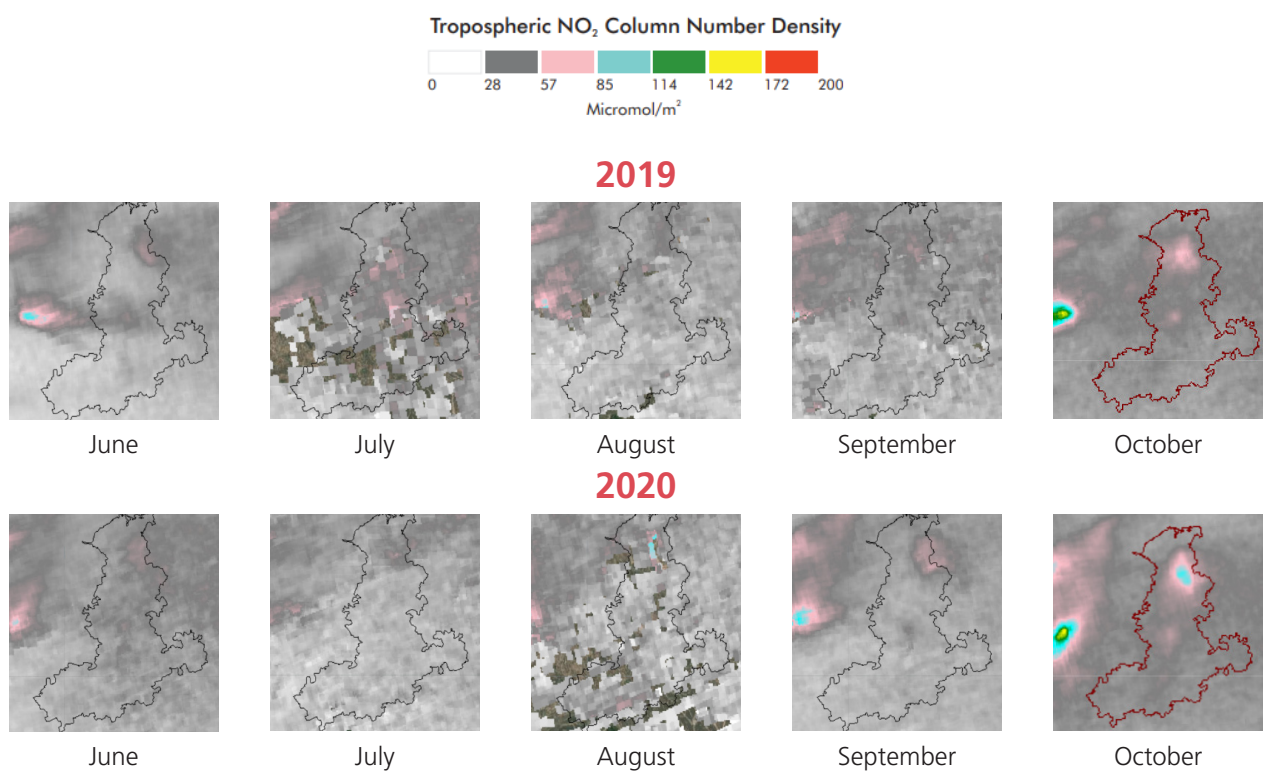 Tropospheric NO₂ Column Number Density
0 28 57 85 114 142 172 200
Micromol/m²
2019
June July August September October
2020
June July August September October